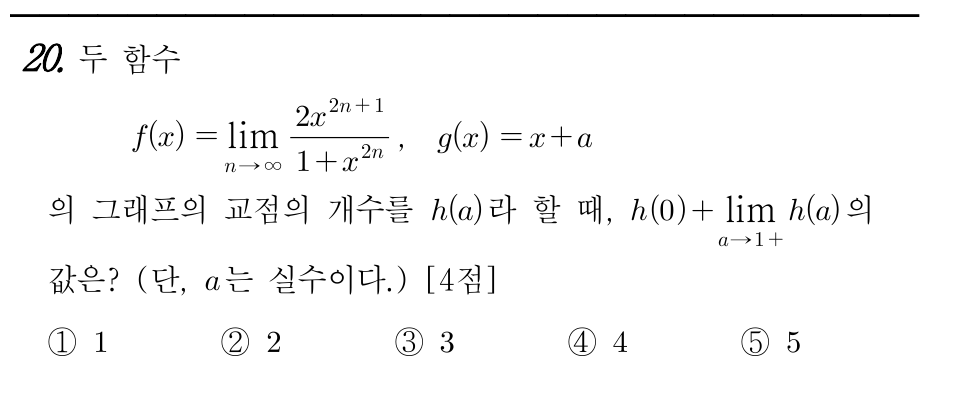 20. 두 함수
f(x) = lim_{n→∞} \frac{2x^{2n+1}}{1+x^{2n}}, g(x) = x+a
의 그래프의 교점의 개수를 h(a)라 할 때, h(0)+ lim_{a→1+} h(a)의
값은? (단, a는 실수이다.) [4점]
① 1 ② 2 ③ 3 ④ 4 ⑤ 5